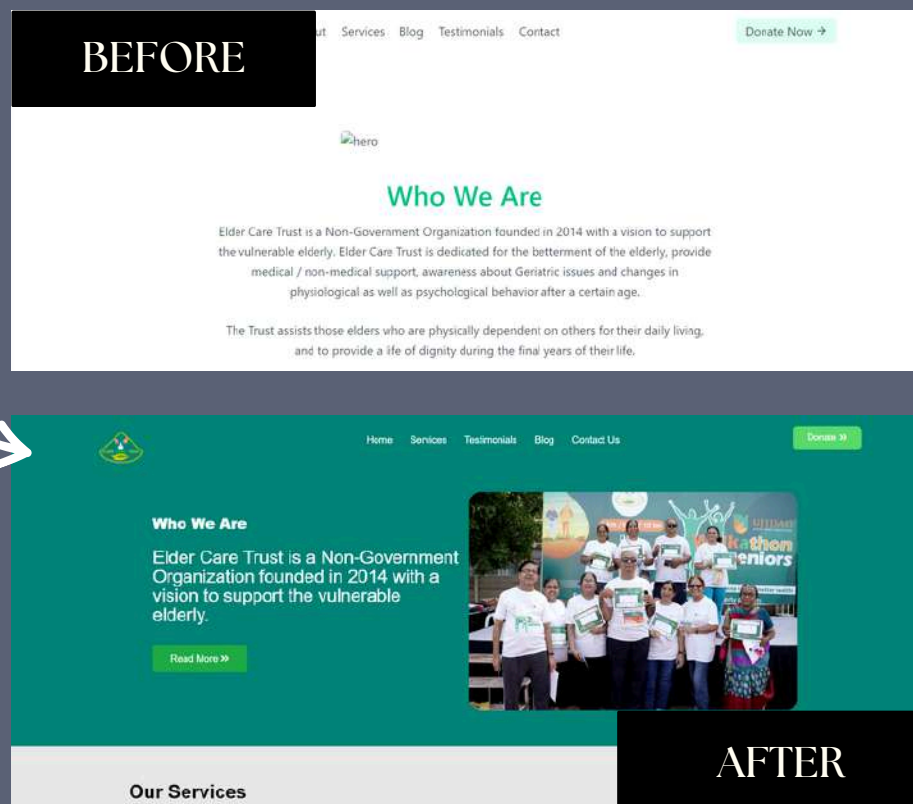 BEFORE
ut Services Blog Testimonials Contact
Donate Now →
hero
Who We Are
Elder Care Trust is a Non-Government Organization founded in 2014 with a vision to support
the vulnerable elderly. Elder Care Trust is dedicated for the betterment of the elderly, provide
medical / non-medical support, awareness about Geriatric issues and changes in
physiological as well as psychological behavior after a certain age.
The Trust assists those elders who are physically dependent on others for their daily living,
and to provide a life of dignity during the final years of their life.
Home Services Testimonials Blog Contact Us
Donate »
Who We Are
Elder Care Trust is a Non-Government
Organization founded in 2014 with a
vision to support the vulnerable
elderly.
Read More »
UJJIVAN
kathon
eniors
AFTER
Our Services